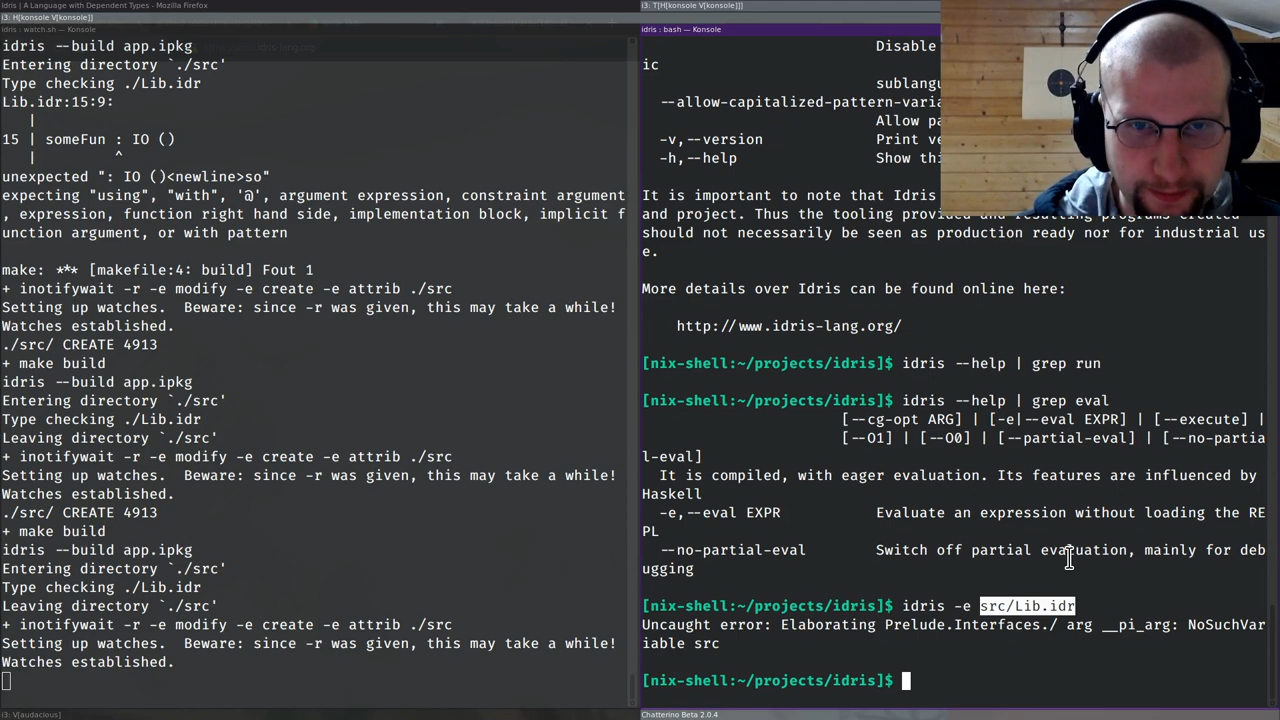 Idris | A Language with Dependent Types - Mozilla Firefox
i3: H[konsole V[konsole]]
idris : watch.sh — Konsole
idris --build app.ipkg
Entering directory `./src'
Type checking ./Lib.idr
Lib.idr:15:9:
|
15 | someFun : IO ()
| ^
unexpected ": IO ()<newline>so"
expecting "using", "with", '@', argument expression, constraint argument
, expression, function right hand side, implementation block, implicit f
unction argument, or with pattern
make: *** [makefile:4: build] Fout 1
+ inotifywait -r -e modify -e create -e attrib ./src
Setting up watches.  Beware: since -r was given, this may take a while!
Watches established.
./src/ CREATE 4913
+ make build
idris --build app.ipkg
Entering directory `./src'
Type checking ./Lib.idr
Leaving directory `./src'
+ inotifywait -r -e modify -e create -e attrib ./src
Setting up watches.  Beware: since -r was given, this may take a while!
Watches established.
./src/ CREATE 4913
+ make build
idris --build app.ipkg
Entering directory `./src'
Type checking ./Lib.idr
Leaving directory `./src'
+ inotifywait -r -e modify -e create -e attrib ./src
Setting up watches.  Beware: since -r was given, this may take a while!
Watches established.
i3: V[audacious]
i3: T[H[konsole V[konsole]]]
idris : bash — Konsole
Disable
ic
sublangu
--allow-capitalized-pattern-varia
Allow pa
-v,--version Print ve
-h,--help Show thi
It is important to note that Idris
and project. Thus the tooling provided and resulting programs created
should not necessarily be seen as production ready nor for industrial us
e.
More details over Idris can be found online here:
http://www.idris-lang.org/
[nix-shell:~/projects/idris]$ idris --help | grep run
[nix-shell:~/projects/idris]$ idris --help | grep eval
[--cg-opt ARG] | [-e|--eval EXPR] | [--execute] |
[--O1] | [--O0] | [--partial-eval] | [--no-partia
l-eval]
It is compiled, with eager evaluation. Its features are influenced by
Haskell
-e,--eval EXPR Evaluate an expression without loading the RE
PL
--no-partial-eval Switch off partial evaluation, mainly for deb
ugging
[nix-shell:~/projects/idris]$ idris -e src/Lib.idr
Uncaught error: Elaborating Prelude.Interfaces./ arg __pi_arg: NoSuchVar
iable src
[nix-shell:~/projects/idris]$
Chatterino Beta 2.0.4